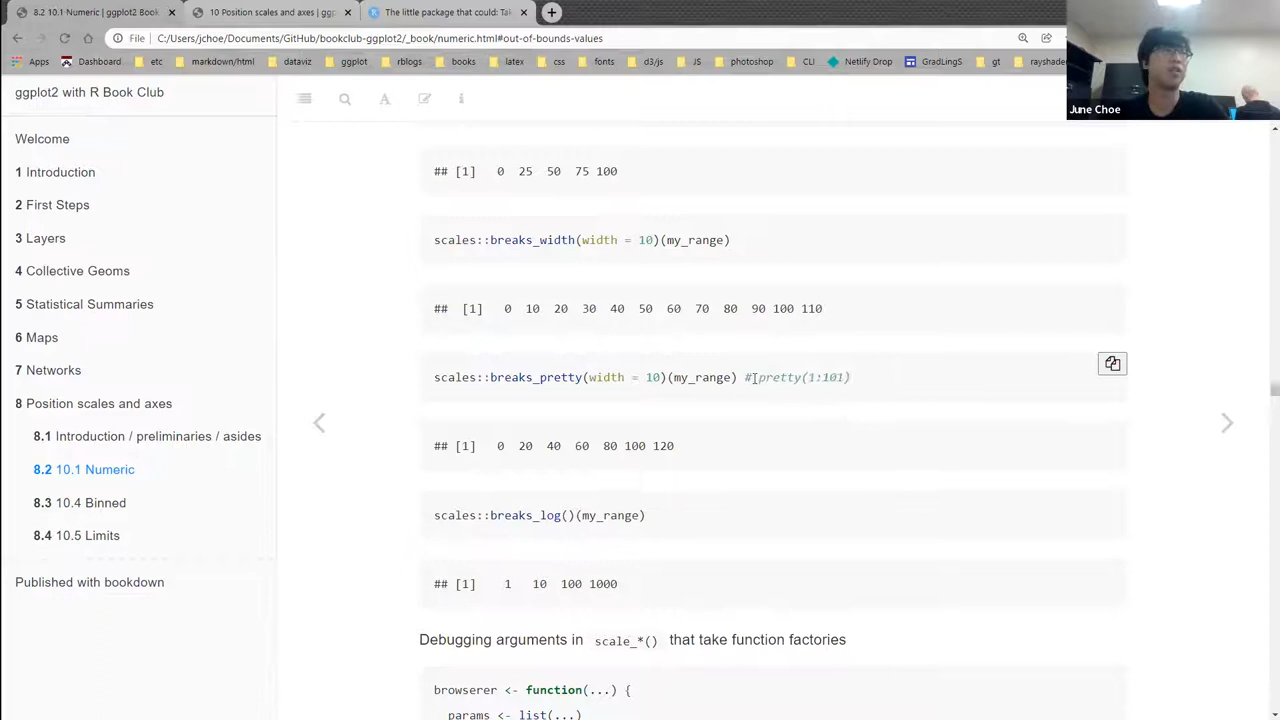 8.2 10.1 Numeric | ggplot2 Book
10 Position scales and axes | gg
The little package that could: Ta
File | C:/Users/jchoe/Documents/GitHub/bookclub-ggplot2/_book/numeric.html#out-of-bounds-values
Apps Dashboard etc markdown/html dataviz ggplot rblogs books latex css fonts d3/js JS photoshop CLI Netlify Drop GradLingS gt rayshade
June Choe
ggplot2 with R Book Club
Welcome
1 Introduction
2 First Steps
3 Layers
4 Collective Geoms
5 Statistical Summaries
6 Maps
7 Networks
8 Position scales and axes
8.1 Introduction / preliminaries / asides
8.2 10.1 Numeric
8.3 10.4 Binned
8.4 10.5 Limits
Published with bookdown
## [1] 0 25 50 75 100
scales::breaks_width(width = 10)(my_range)
## [1] 0 10 20 30 40 50 60 70 80 90 100 110
scales::breaks_pretty(width = 10)(my_range) # pretty(1:101)
## [1] 0 20 40 60 80 100 120
scales::breaks_log()(my_range)
## [1] 1 10 100 1000
Debugging arguments in scale_*() that take function factories
browserer <- function(...) {
params <- list(...)